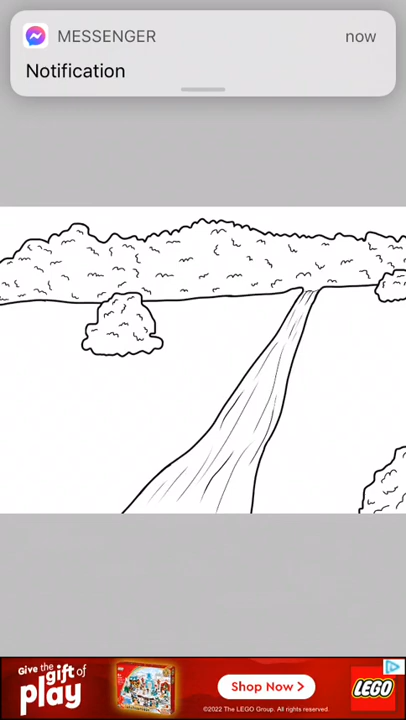 MESSENGER
now
Notification
Give the
gift of
play
Shop Now >
©2022 The LEGO Group. All rights reserved.
LEGO